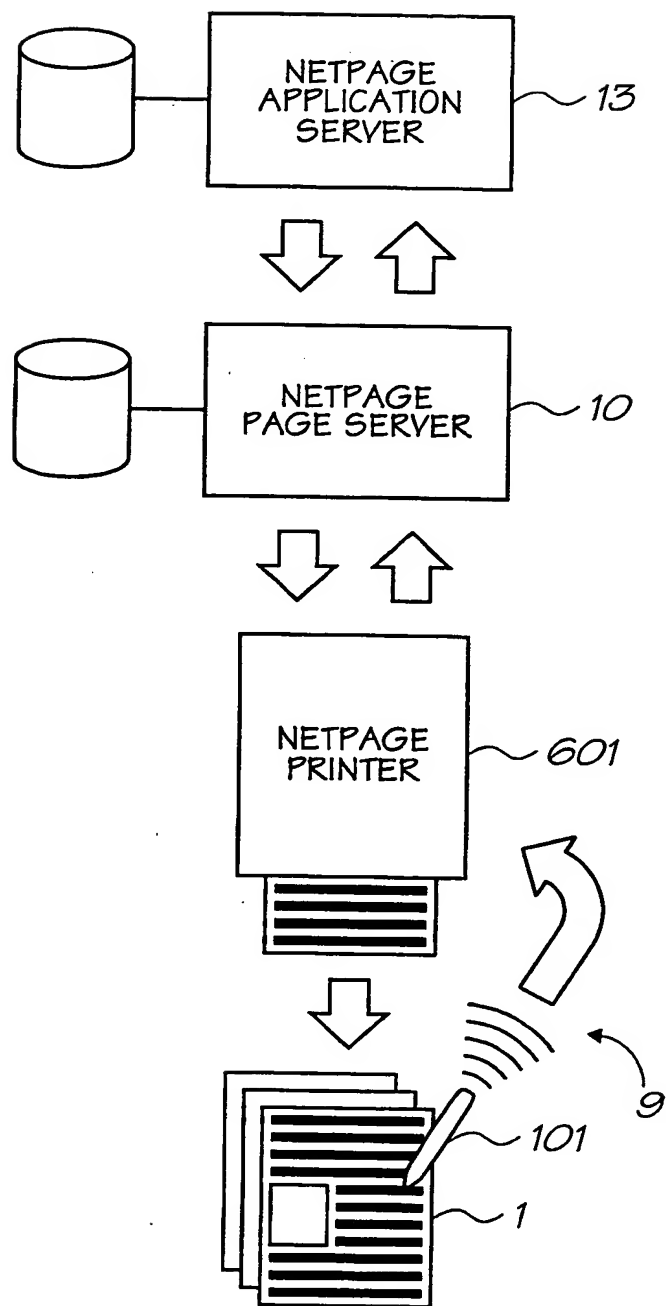 NETPAGE
APPLICATION
SERVER
13
NETPAGE
PAGE SERVER
10
NETPAGE
PRINTER
601
9
101
1